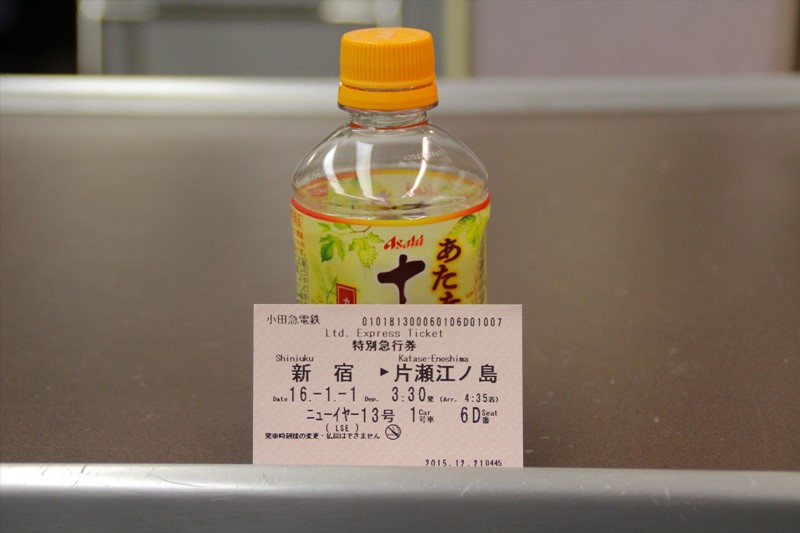 Asahi
あたた
十
小田急電鉄 010181300060106D01007
Ltd. Express Ticket
特別急行券
Shinjuku Katase-Enoshima
新宿 ▶ 片瀬江ノ島
Date 16.-1.-1 Dep. 3:30発 (Arr. 4:35着)
ニューイヤー13号 1 Car 号車 6D Seat 番
( LSE )
発車時刻後の変更・払戻はできません
2015.12.21 0445